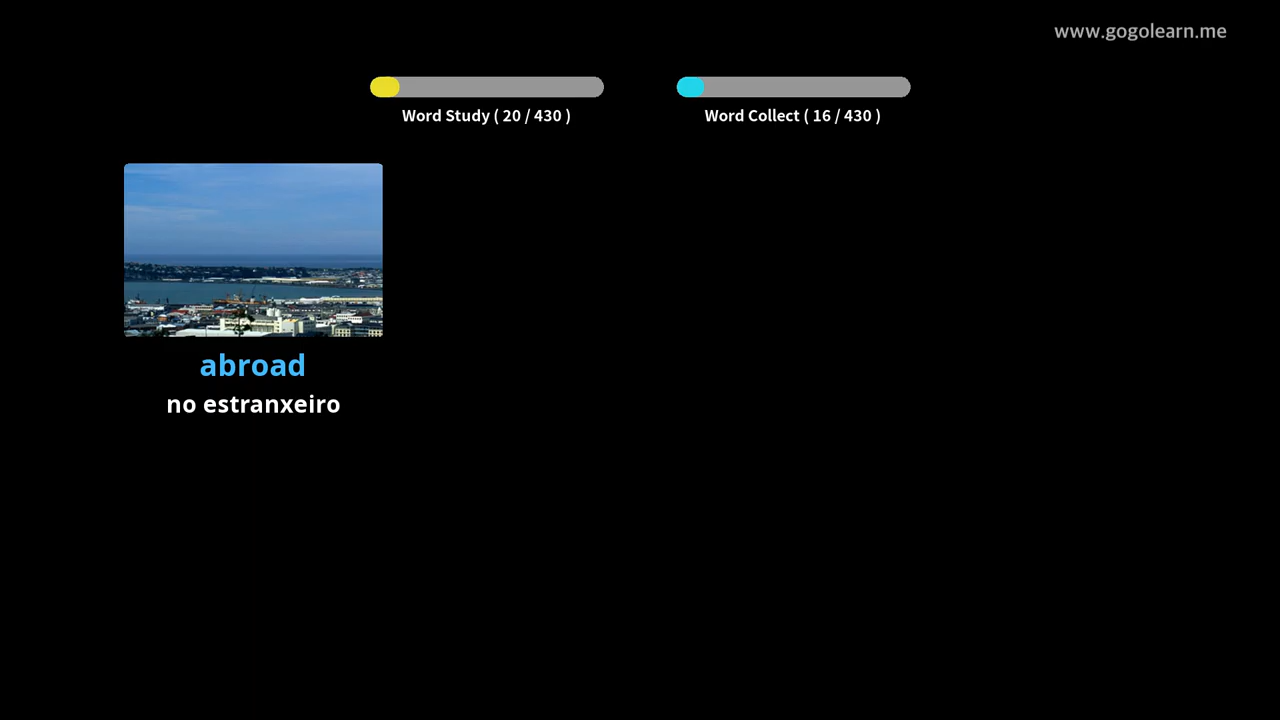 www.gogolearn.me
Word Study ( 20 / 430 )
Word Collect ( 16 / 430 )
abroad
no estranxeiro